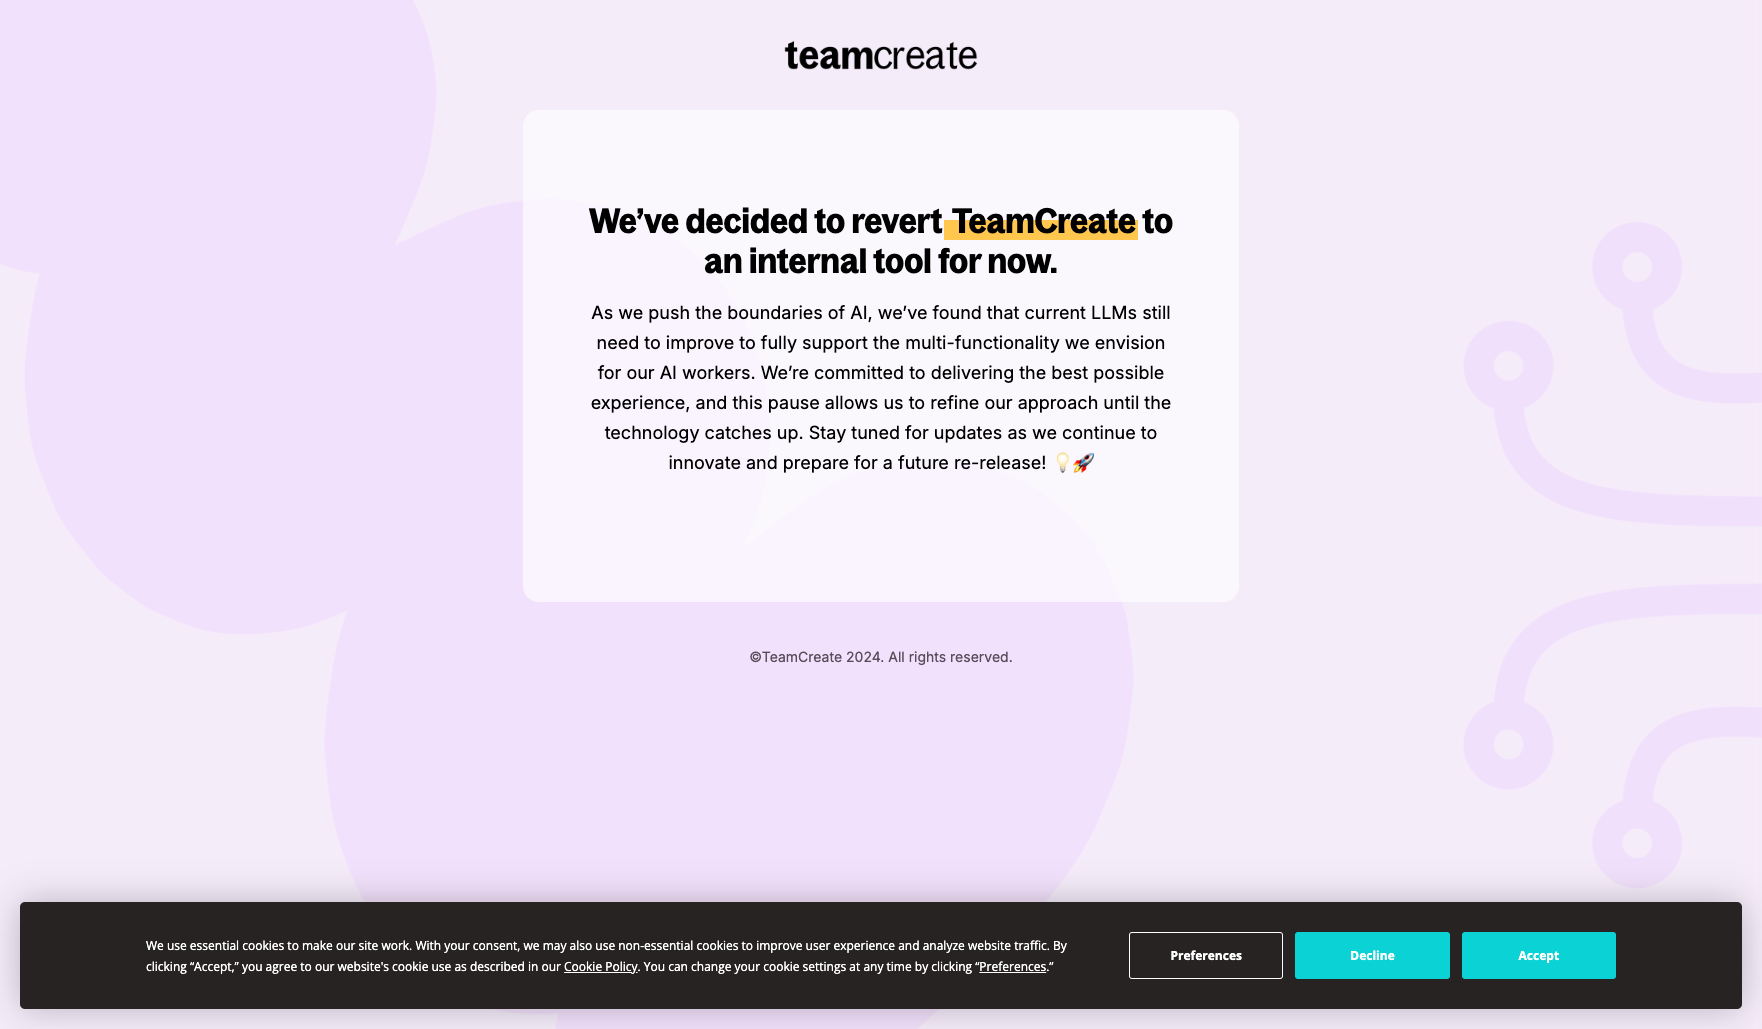 teamcreate
We’ve decided to revert TeamCreate to
an internal tool for now.
As we push the boundaries of AI, we’ve found that current LLMs still
need to improve to fully support the multi-functionality we envision
for our AI workers. We’re committed to delivering the best possible
experience, and this pause allows us to refine our approach until the
technology catches up. Stay tuned for updates as we continue to
innovate and prepare for a future re-release! 💡🚀
©TeamCreate 2024. All rights reserved.
We use essential cookies to make our site work. With your consent, we may also use non-essential cookies to improve user experience and analyze website traffic. By
clicking “Accept,” you agree to our website's cookie use as described in our Cookie Policy. You can change your cookie settings at any time by clicking “Preferences.”
Preferences
Decline
Accept